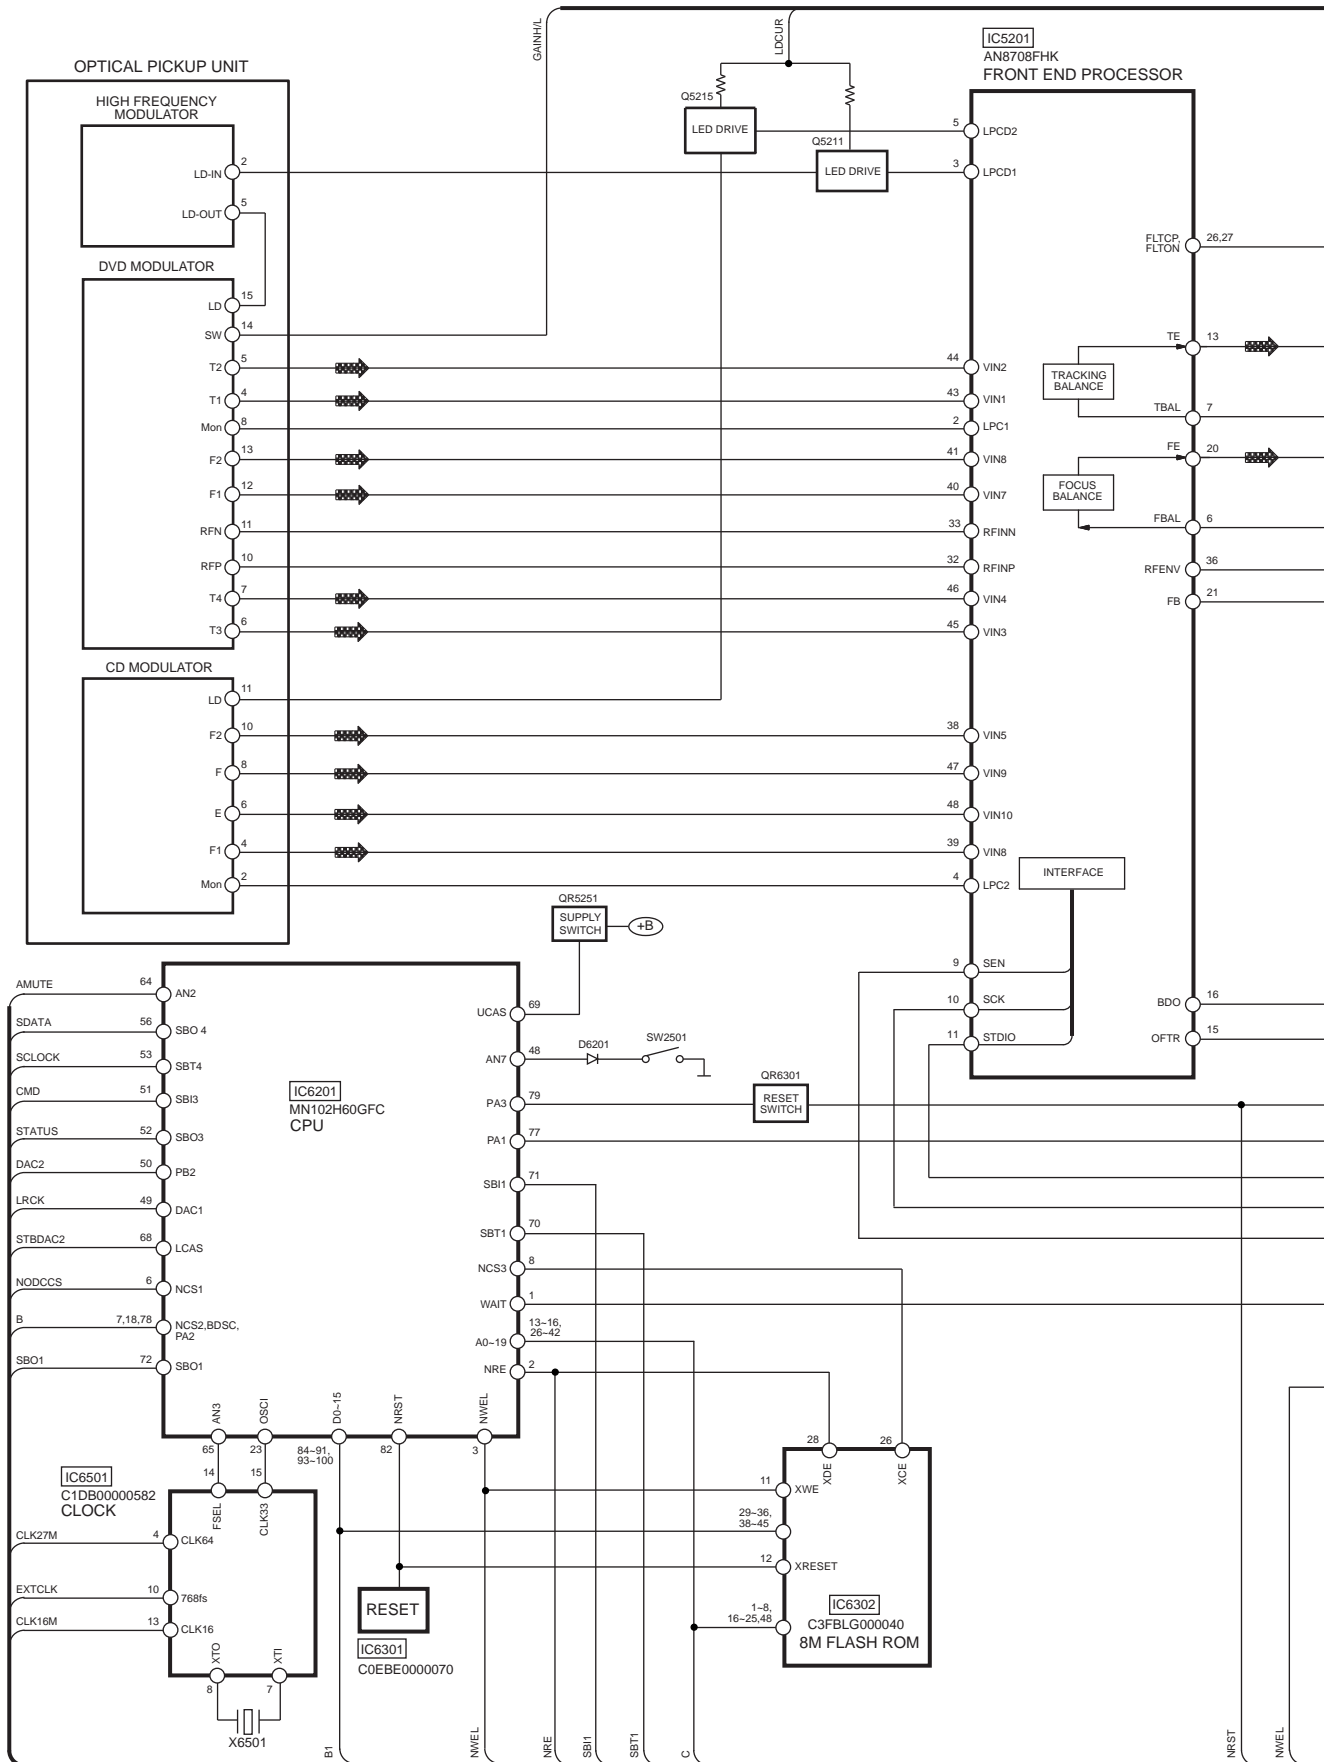 GAINH/L
LDCUR
IC5201
AN8708FHK
FRONT END PROCESSOR
OPTICAL PICKUP UNIT
HIGH FREQUENCY
MODULATOR
LD-IN 2
LD-OUT 5
Q5215
LED DRIVE
Q5211
LED DRIVE
5 LPCD2
3 LPCD1
FLTCP,
FLTON
26,27
DVD MODULATOR
LD 15
SW 14
T2 5
T1 4
Mon 8
F2 13
F1 12
RFN 11
RFP 10
T4 7
T3 6
44 VIN2
43 VIN1
2 LPC1
41 VIN8
40 VIN7
33 RFINN
32 RFINP
46 VIN4
45 VIN3
TE 13
TRACKING
BALANCE
TBAL 7
FE 20
FOCUS
BALANCE
FBAL 6
RFENV 36
FB 21
CD MODULATOR
LD 11
F2 10
F 8
E 6
F1 4
Mon 2
38 VIN5
47 VIN9
48 VIN10
39 VIN8
4 LPC2
INTERFACE
9 SEN
10 SCK
11 STDIO
BDO 16
OFTR 15
QR5251
SUPPLY
SWITCH
+B
AMUTE 64 AN2
SDATA 56 SBO 4
SCLOCK 53 SBT4
CMD 51 SBI3
STATUS 52 SBO3
DAC2 50 PB2
LRCK 49 DAC1
STBDAC2 68 LCAS
NODCCS 6 NCS1
B 7,18,78 NCS2,BDSC,
PA2
SBO1 72 SBO1
IC6201
MN102H60GFC
CPU
UCAS 69
AN7 48
D6201
SW2501
PA3 79
QR6301
RESET
SWITCH
PA1 77
SBI1 71
SBT1 70
NCS3 8
WAIT 1
A0~19 13~16,
26~42
NRE 2
AN3
OSCI
D0~15
NRST
NWEL
65
23
84~91,
93~100
82
3
IC6501
C1DB00000582
CLOCK
14
15
FSEL
CLK33
CLK27M 4 CLK64
EXTCLK 10 768fs
CLK16M 13 CLK16
XTO
XTI
8
7
X6501
RESET
IC6301
C0EBE0000070
28
26
XDE
XCE
11 XWE
29~36,
38~45
12 XRESET
1~8,
16~25,48
IC6302
C3FBLG000040
8M FLASH ROM
B1
NWEL
NRE
SBI1
SBT1
C
NRST
NWEL